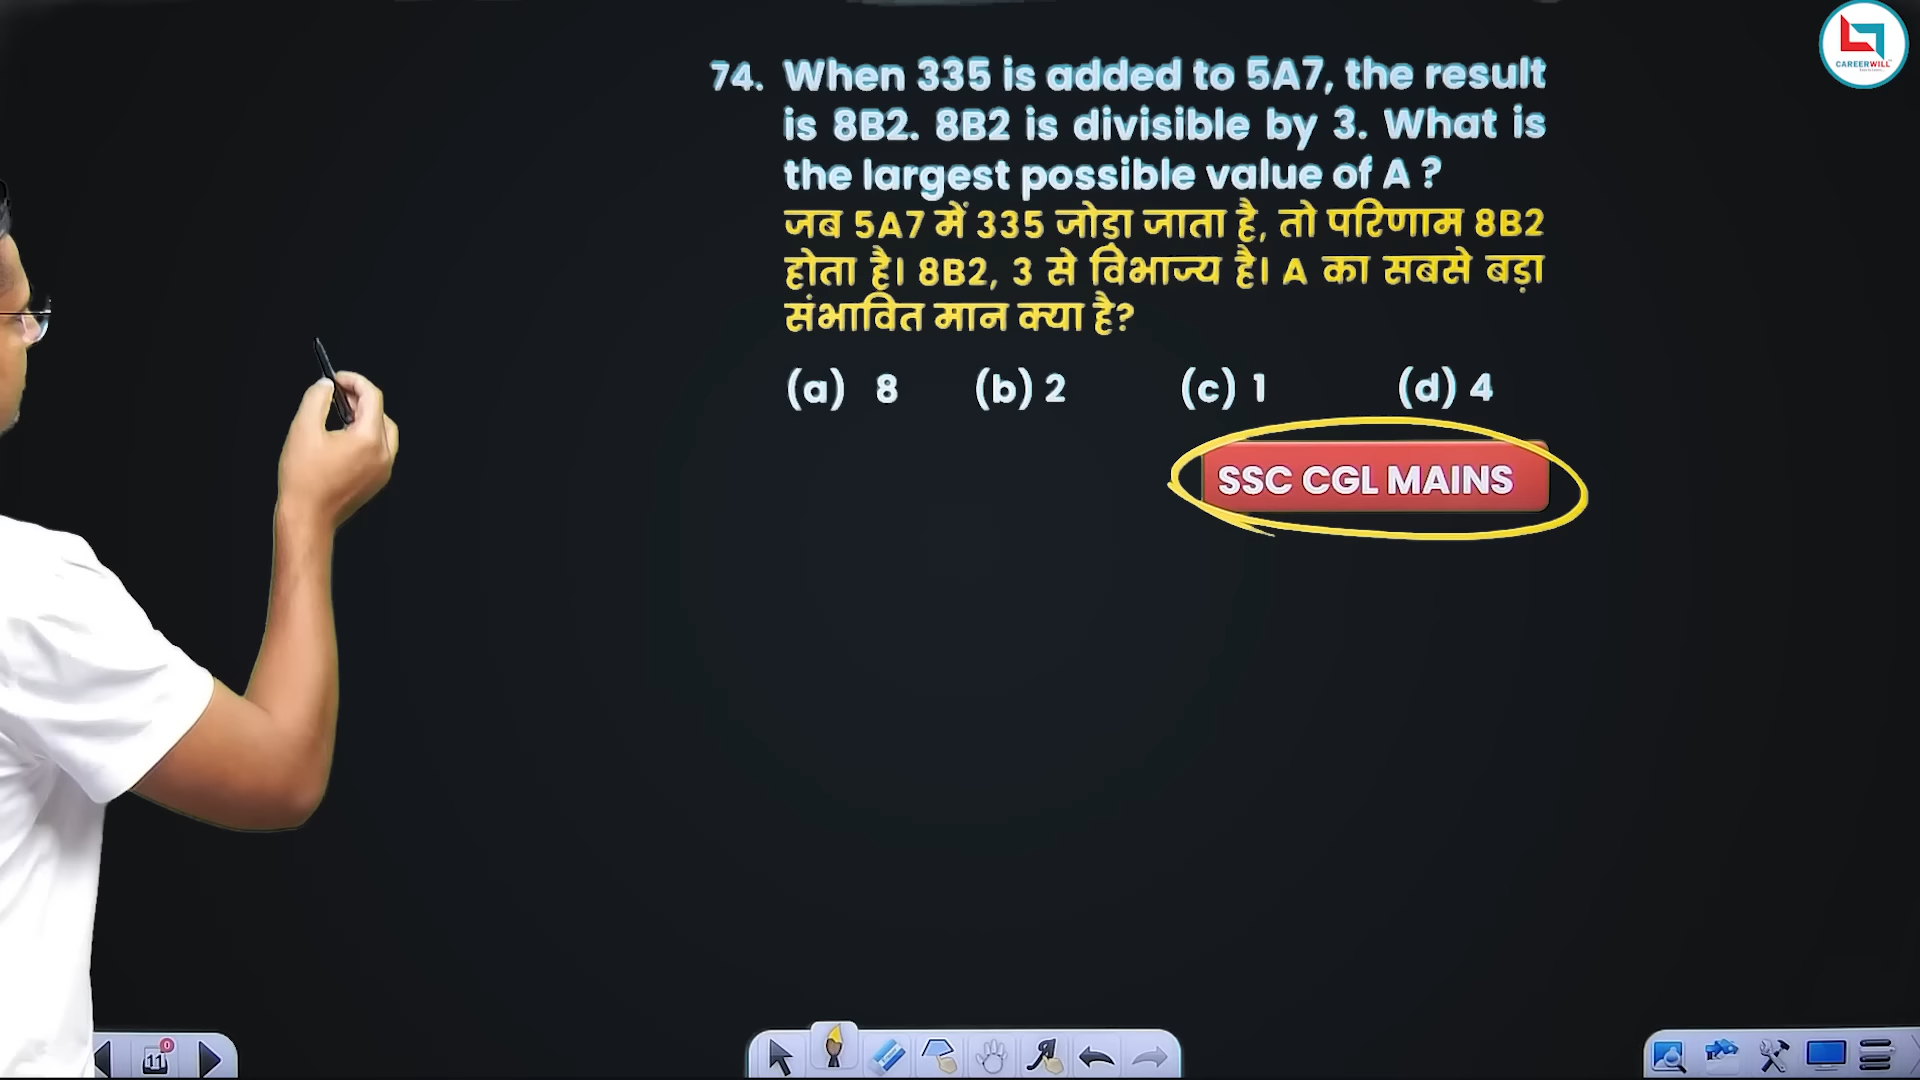 CAREERWILL
74. When 335 is added to 5A7, the result
is 8B2. 8B2 is divisible by 3. What is
the largest possible value of A ?
जब 5A7 में 335 जोड़ा जाता है, तो परिणाम 8B2
होता है। 8B2, 3 से विभाज्य है। A का सबसे बड़ा
संभावित मान क्या है?
(a) 8 (b) 2 (c) 1 (d) 4
SSC CGL MAINS
11 0